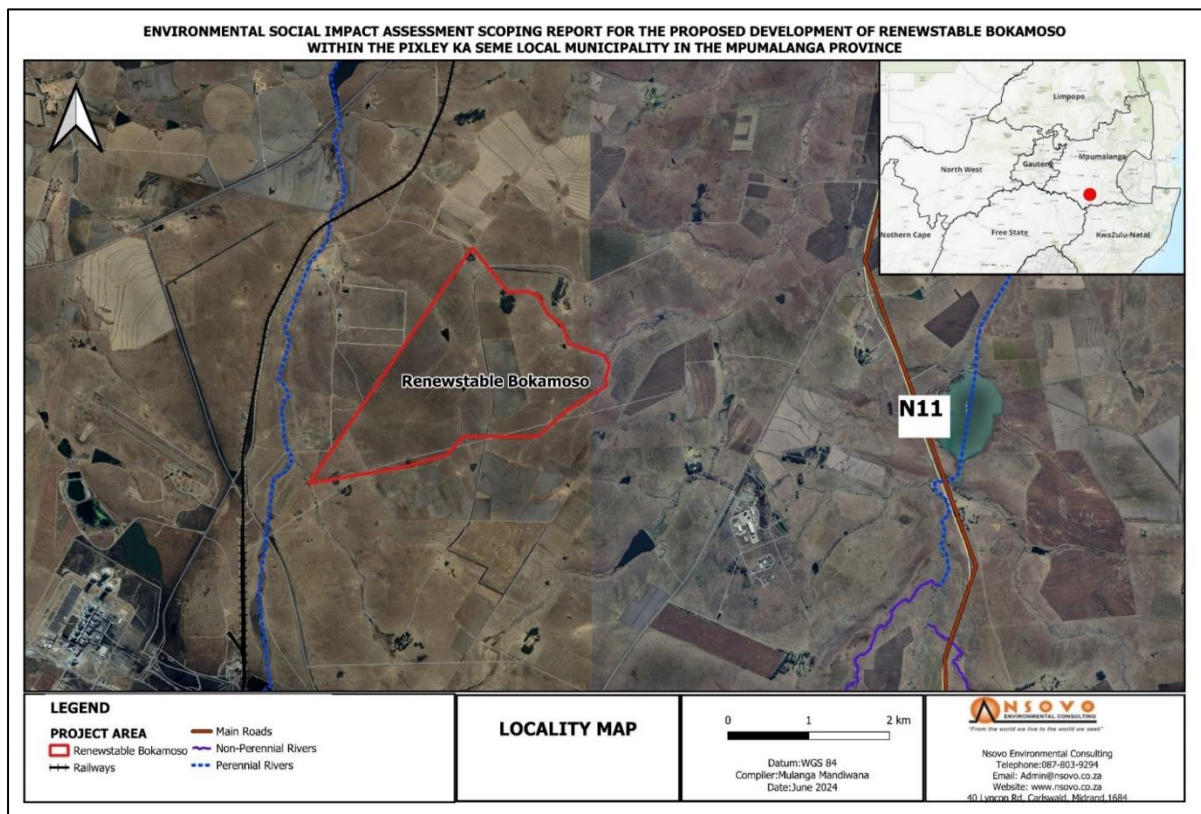 ENVIRONMENTAL SOCIAL IMPACT ASSESSMENT SCOPING REPORT FOR THE PROPOSED DEVELOPMENT OF RENEWSTABLE BOKAMOSO
WITHIN THE PIXLEY KA SEME LOCAL MUNICIPALITY IN THE MPUMALANGA PROVINCE
Limpopo
Mpumalanga
Gauteng
North West
Free State
KwaZulu-Natal
Nothern Cape
Renewstable Bokamoso
N11
LEGEND
PROJECT AREA
Renewstable Bokamoso
Railways
Main Roads
Non-Perennial Rivers
Perennial Rivers
LOCALITY MAP
0 1 2 km
Datum:WGS 84
Compiler:Mulanga Mandiwana
Date:June 2024
NSOVO
ENVIRONMENTAL CONSULTING
"From the world we live to the world we seek"
Nsovo Environmental Consulting
Telephone:087-803-9294
Email: Admin@nsovo.co.za
Website: www.nsovo.co.za
40 Lyncon Rd, Carlswald, Midrand,1684